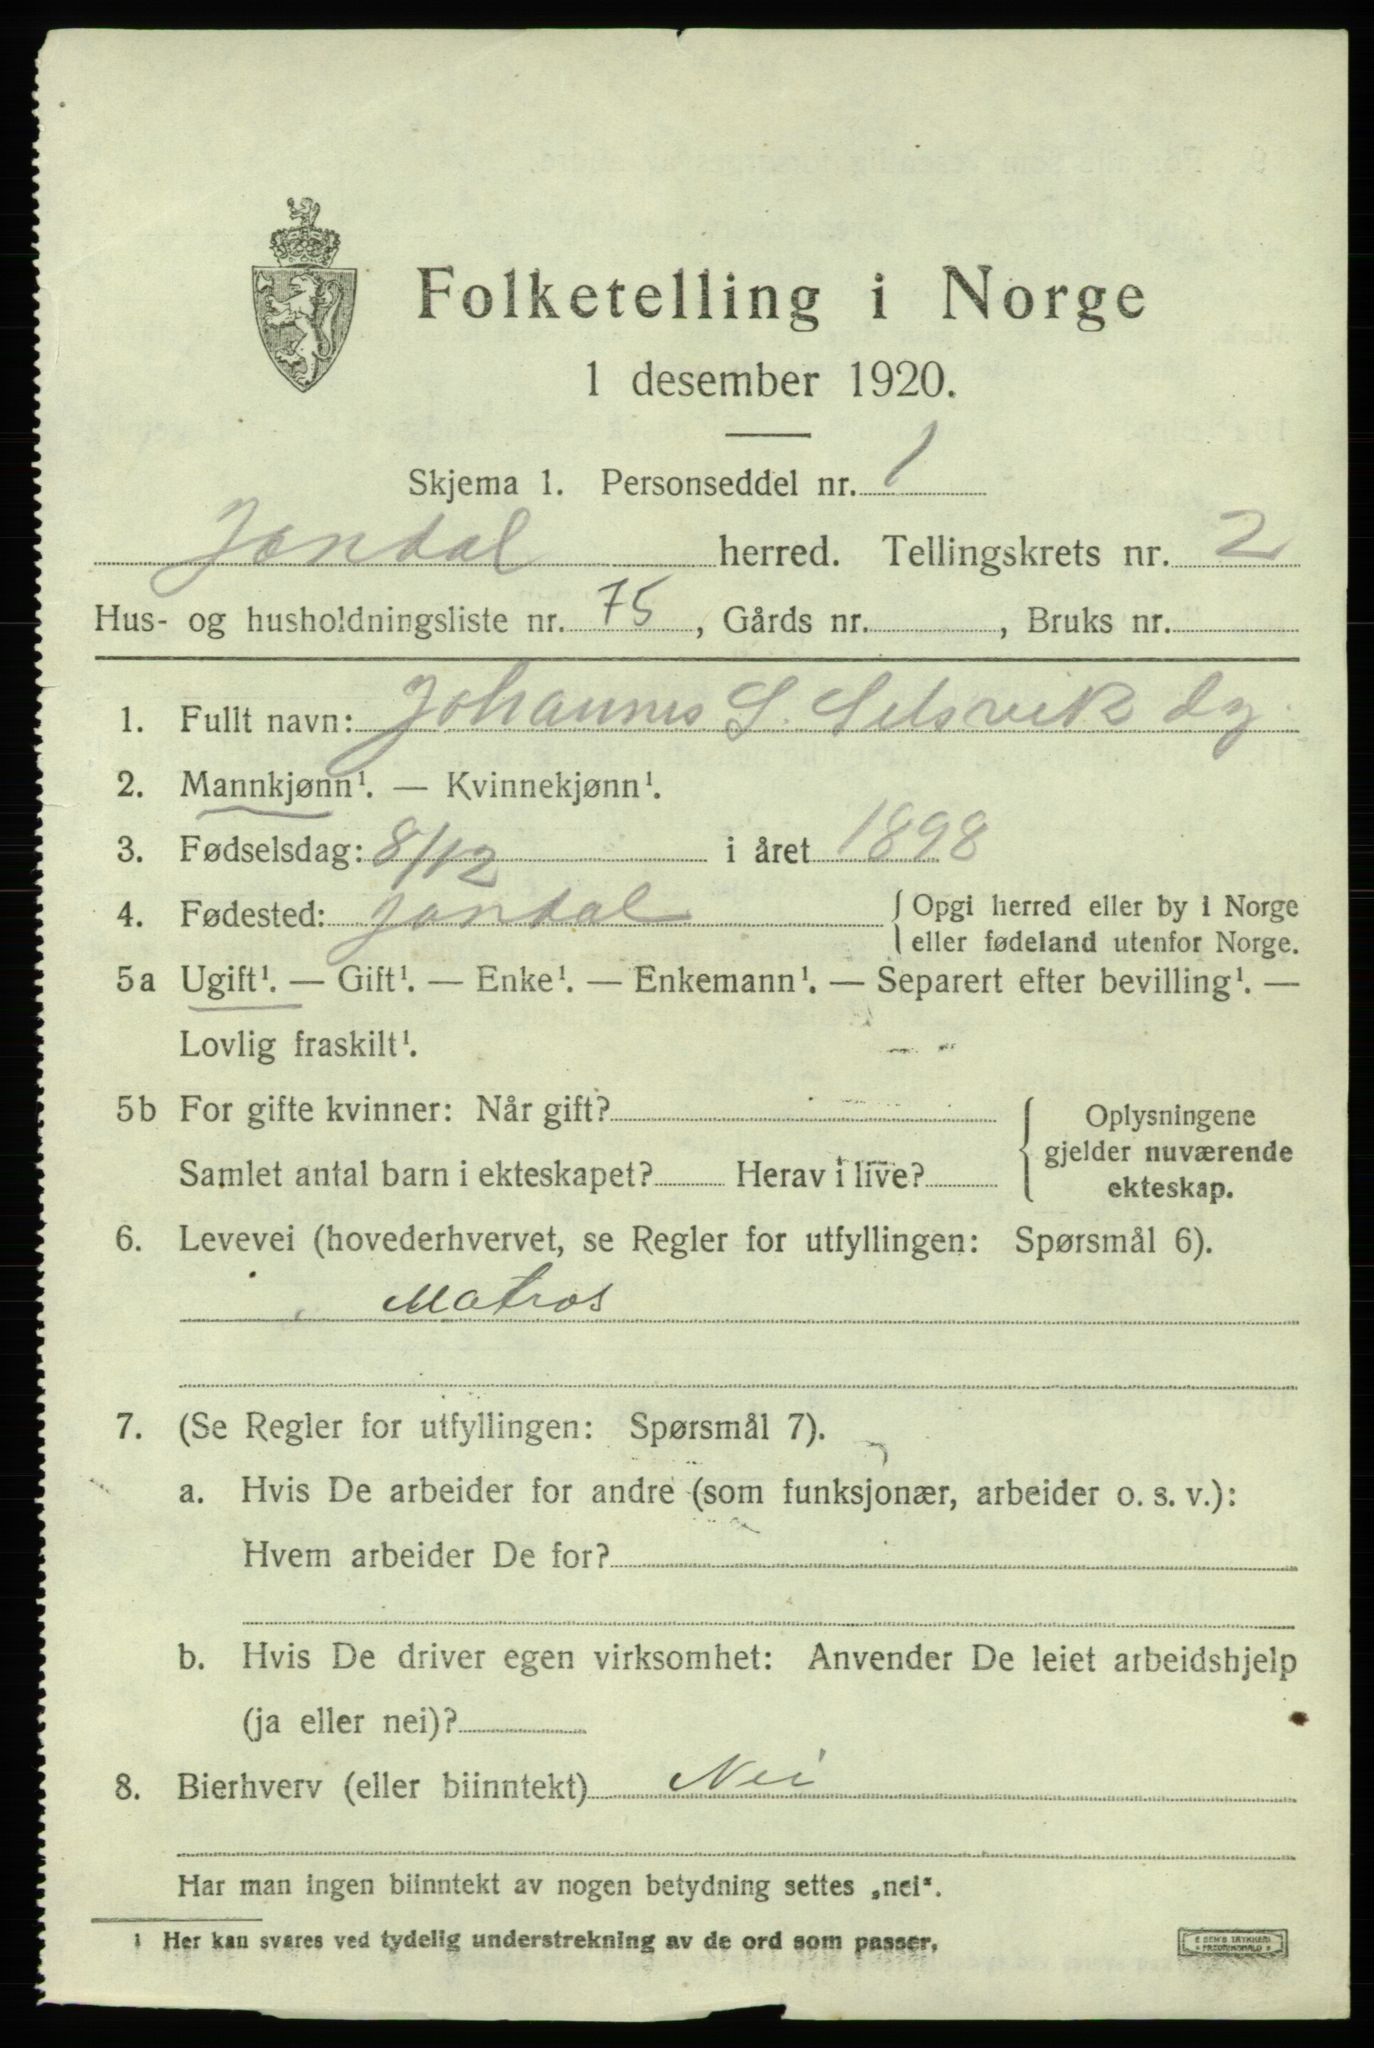 Folketelling i Norge
1 desember 1920.
Skjema 1. Personseddel nr. 1
Jondal herred. Tellingskrets nr. 2
Hus- og husholdningsliste nr. 75, Gårds nr. , Bruks nr.
1. Fullt navn: Johannes S. Selsvik
2. Mannkjønn¹. — Kvinnekjønn¹.
3. Fødselsdag: 8/12 i året 1898
4. Fødested: Jondal { Opgi herred eller by i Norge
eller fødeland utenfor Norge.
5a Ugift¹. — Gift¹. — Enke¹. — Enkemann¹. — Separert efter bevilling¹. —
Lovlig fraskilt¹.
5b For gifte kvinner: Når gift?
Samlet antal barn i ekteskapet? Herav i live?
{ Oplysningene
gjelder nuværende
ekteskap.
6. Levevei (hovederhvervet, se Regler for utfyllingen: Spørsmål 6).
Matros
7. (Se Regler for utfyllingen: Spørsmål 7).
a. Hvis De arbeider for andre (som funksjonær, arbeider o. s. v.):
Hvem arbeider De for?
b. Hvis De driver egen virksomhet: Anvender De leiet arbeidshjelp
(ja eller nei)?
8. Bierhverv (eller biinntekt) Nei
Har man ingen biinntekt av nogen betydning settes „nei“.
¹ Her kan svares ved tydelig understrekning av de ord som passer.